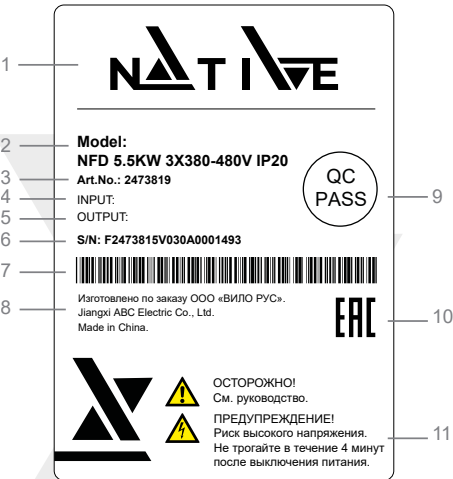 NATIVE
1
2
Model:
NFD 5.5KW 3X380-480V IP20
3
Art.No.: 2473819
4
INPUT:
5
OUTPUT:
6
S/N: F2473815V030A0001493
QC
PASS
9
7
8
Изготовлено по заказу ООО «ВИЛО РУС».
Jiangxi ABC Electric Co., Ltd.
Made in China.
EAC
10
ОСТОРОЖНО!
См. руководство.
ПРЕДУПРЕЖДЕНИЕ!
Риск высокого напряжения.
Не трогайте в течение 4 минут
после выключения питания.
11